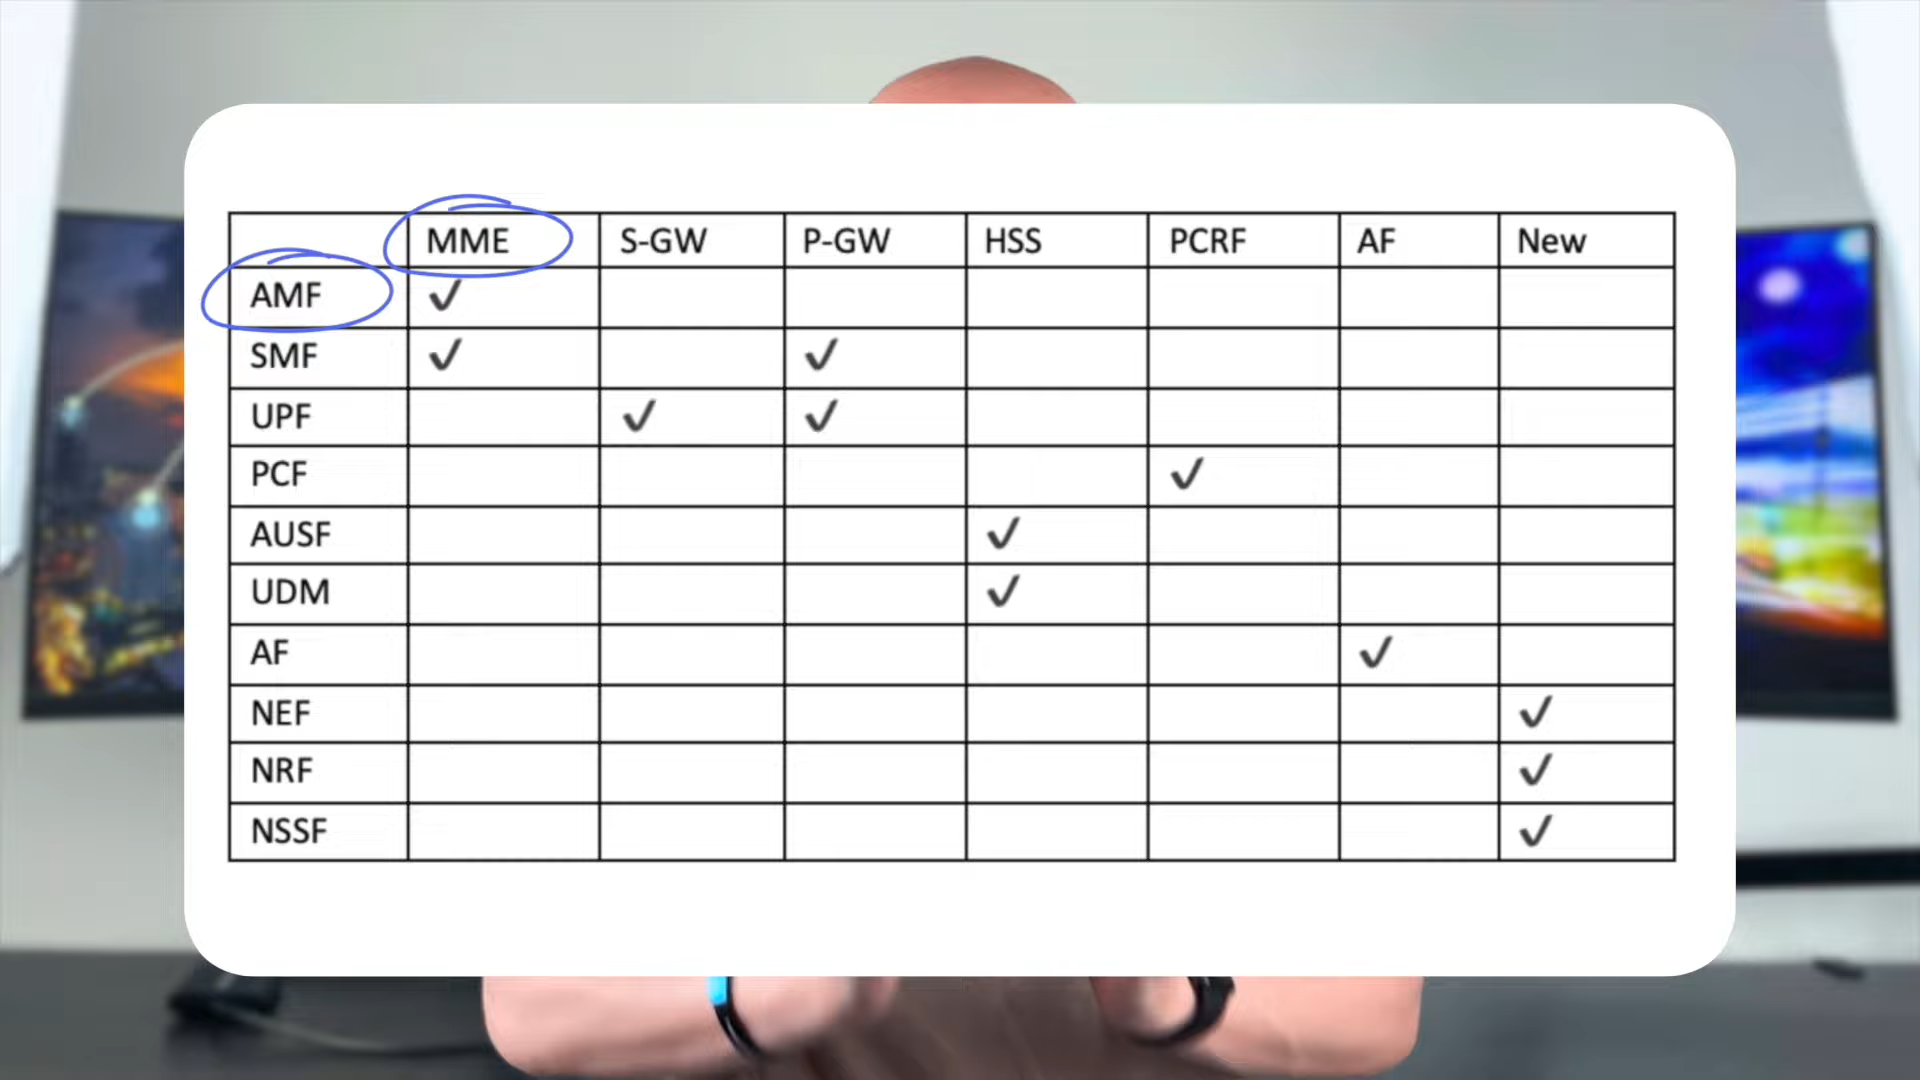 MME S-GW P-GW HSS PCRF AF New
AMF ✓
SMF ✓ ✓
UPF ✓ ✓
PCF ✓
AUSF ✓
UDM ✓
AF ✓
NEF ✓
NRF ✓
NSSF ✓